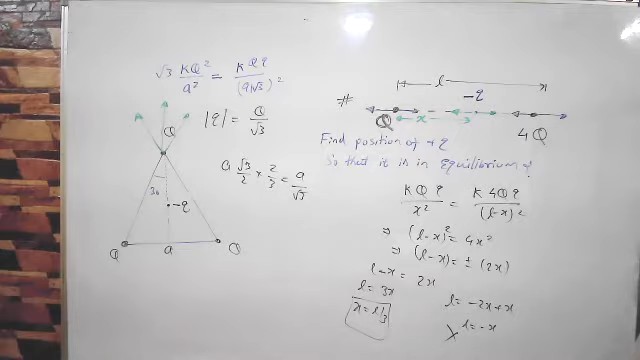 √3 KQ²/a² = KQq/(a/√3)²
|q| = Q/√3
Q
a √3/2 × 2/3 = a/√3
30
-q
Q a Q
l
-q
#
Q x 4Q
Find position of +q
so that it is in equilibrium?
KQq/x² = K4Qq/(l-x)²
⇒ (l-x)² = 4x²
⇒ (l-x) = ± (2x)
l-x = 2x
l = 3x
x = l/3
l = -2x+x
l = -x